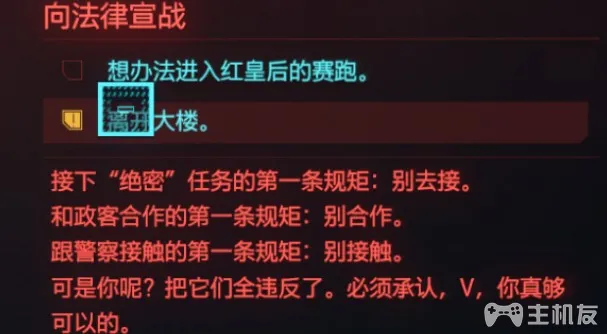 向法律宣战
想办法进入红皇后的赛跑。
离开大楼。
接下“绝密”任务的第一条规矩：别去接。
和政客合作的第一条规矩：别合作。
跟警察接触的第一条规矩：别接触。
可是你呢？把它们全违反了。必须承认，V，你真够
可以的。
主机友